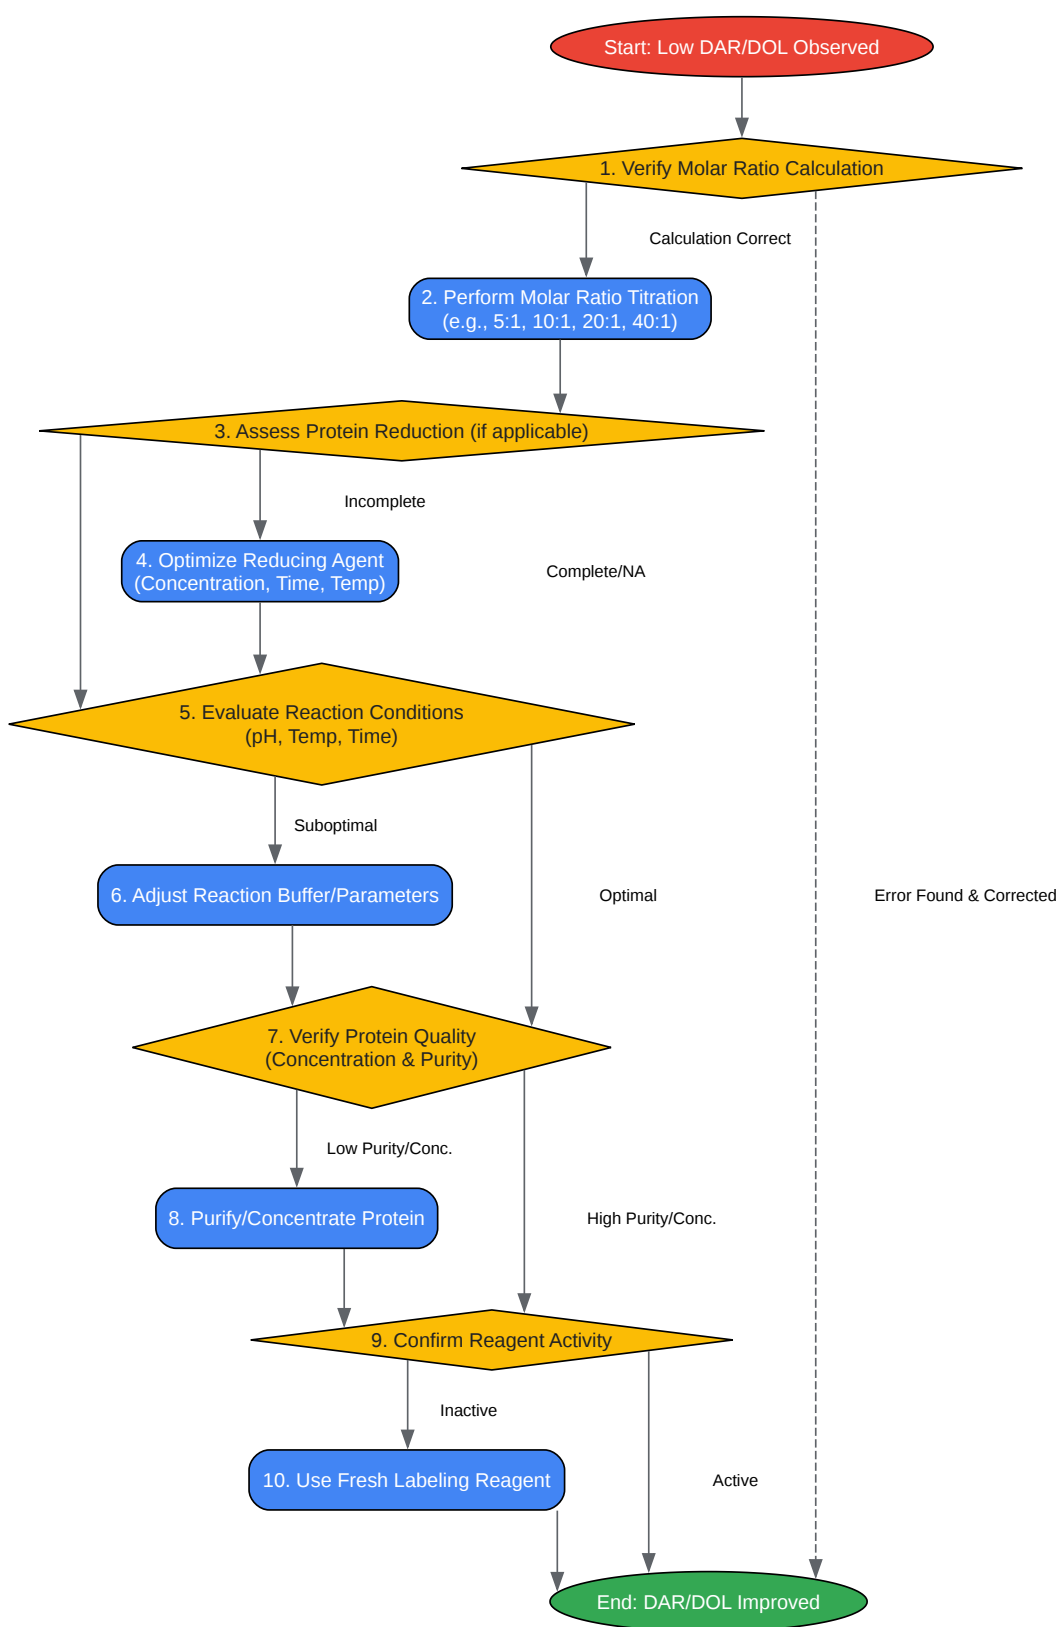 Start: Low DAR/DOL Observed
1. Verify Molar Ratio Calculation
Calculation Correct
2. Perform Molar Ratio Titration
(e.g., 5:1, 10:1, 20:1, 40:1)
3. Assess Protein Reduction (if applicable)
Incomplete
4. Optimize Reducing Agent
(Concentration, Time, Temp)
Complete/NA
5. Evaluate Reaction Conditions
(pH, Temp, Time)
Suboptimal
6. Adjust Reaction Buffer/Parameters
Optimal
Error Found & Corrected
7. Verify Protein Quality
(Concentration & Purity)
Low Purity/Conc.
8. Purify/Concentrate Protein
High Purity/Conc.
9. Confirm Reagent Activity
Inactive
10. Use Fresh Labeling Reagent
Active
End: DAR/DOL Improved